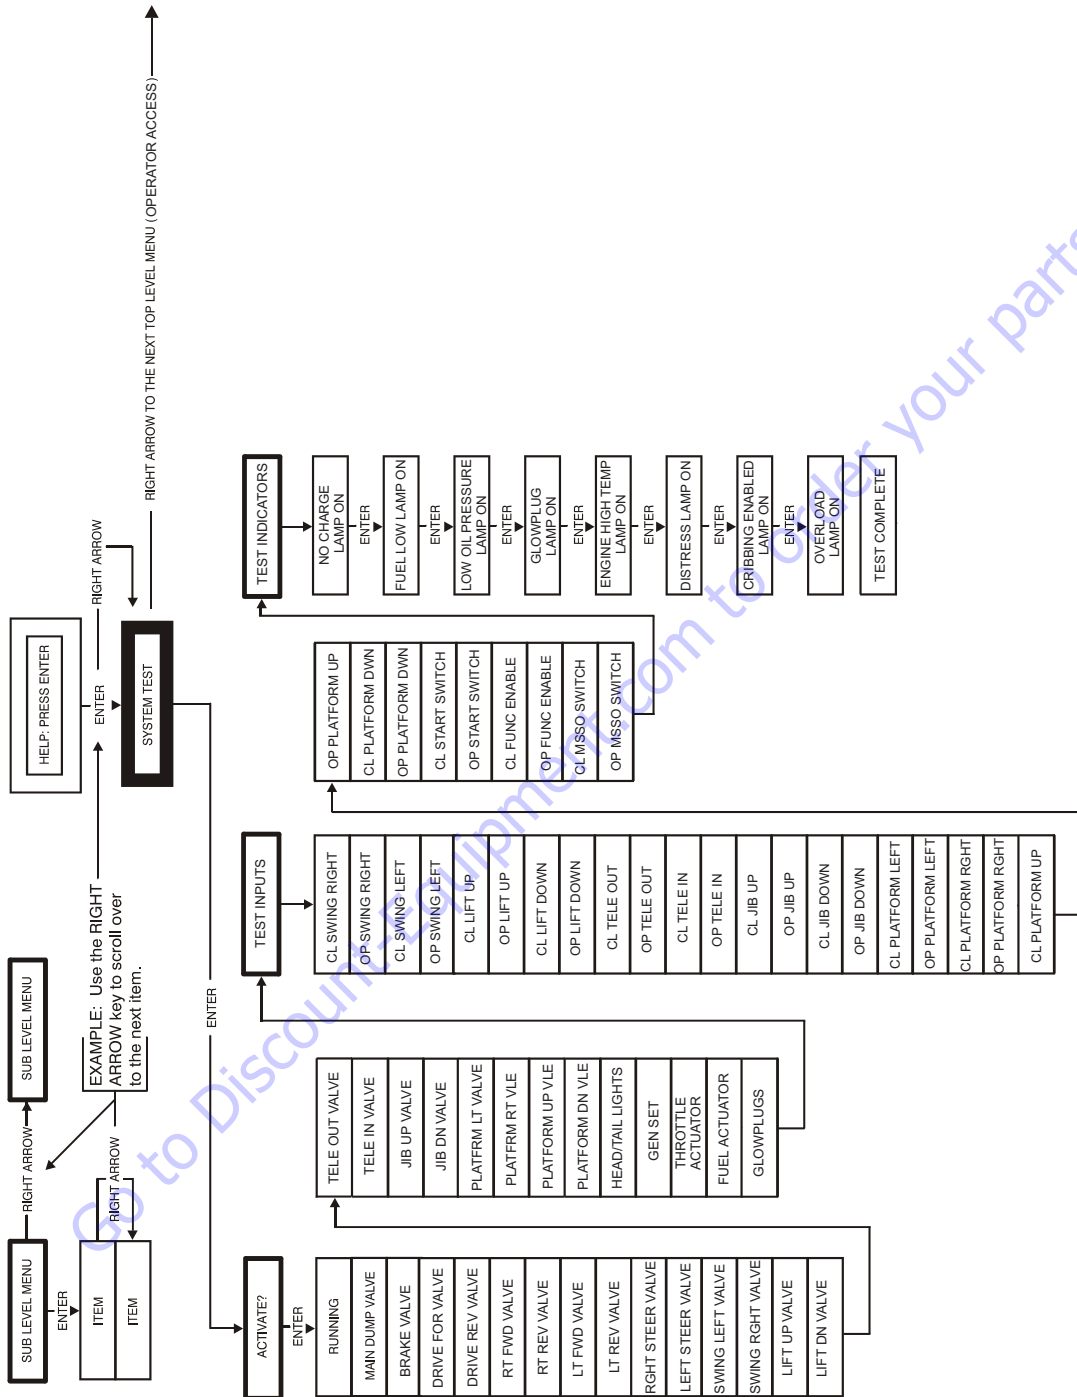 SUB LEVEL MENU
RIGHT ARROW
SUB LEVEL MENU
ENTER
ITEM
ITEM
RIGHT ARROW
EXAMPLE: Use the RIGHT
ARROW key to scroll over
to the next item.
HELP: PRESS ENTER
ENTER
RIGHT ARROW
SYSTEM TEST
RIGHT ARROW TO THE NEXT TOP LEVEL MENU (OPERATOR ACCESS)
ENTER
ACTIVATE?
ENTER
RUNNING
MAIN DUMP VALVE
BRAKE VALVE
DRIVE FOR VALVE
DRIVE REV VALVE
RT FWD VALVE
RT REV VALVE
LT FWD VALVE
LT REV VALVE
RGHT STEER VALVE
LEFT STEER VALVE
SWING LEFT VALVE
SWING RGHT VALVE
LIFT UP VALVE
LIFT DN VALVE
TELE OUT VALVE
TELE IN VALVE
JIB UP VALVE
JIB DN VALVE
PLATFRM LT VALVE
PLATFRM RT VLE
PLATFORM UP VLE
PLATFORM DN VLE
HEAD/TAIL LIGHTS
GEN SET
THROTTLE
ACTUATOR
FUEL ACTUATOR
GLOWPLUGS
TEST INPUTS
CL SWING RIGHT
OP SWING RIGHT
CL SWING LEFT
OP SWING LEFT
CL LIFT UP
OP LIFT UP
CL LIFT DOWN
OP LIFT DOWN
CL TELE OUT
OP TELE OUT
CL TELE IN
OP TELE IN
CL JIB UP
OP JIB UP
CL JIB DOWN
OP JIB DOWN
CL PLATFORM LEFT
OP PLATFORM LEFT
CL PLATFORM RGHT
OP PLATFORM RGHT
CL PLATFORM UP
OP PLATFORM UP
CL PLATFORM DWN
OP PLATFORM DWN
CL START SWITCH
OP START SWITCH
CL FUNC ENABLE
OP FUNC ENABLE
CL MSSO SWITCH
OP MSSO SWITCH
TEST INDICATORS
NO CHARGE
LAMP ON
ENTER
FUEL LOW LAMP ON
ENTER
LOW OIL PRESSURE
LAMP ON
ENTER
GLOWPLUG
LAMP ON
ENTER
ENGINE HIGH TEMP
LAMP ON
ENTER
DISTRESS LAMP ON
ENTER
CRIBBING ENABLED
LAMP ON
ENTER
OVERLOAD
LAMP ON
TEST COMPLETE
Go to Discount-Equipment.com to order your parts